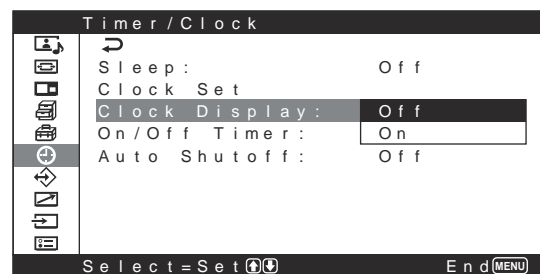 Timer/Clock
Sleep: Off
Clock Set
Clock Display: Off
On/Off Timer: On
Auto Shutoff: Off
Select=Set End MENU